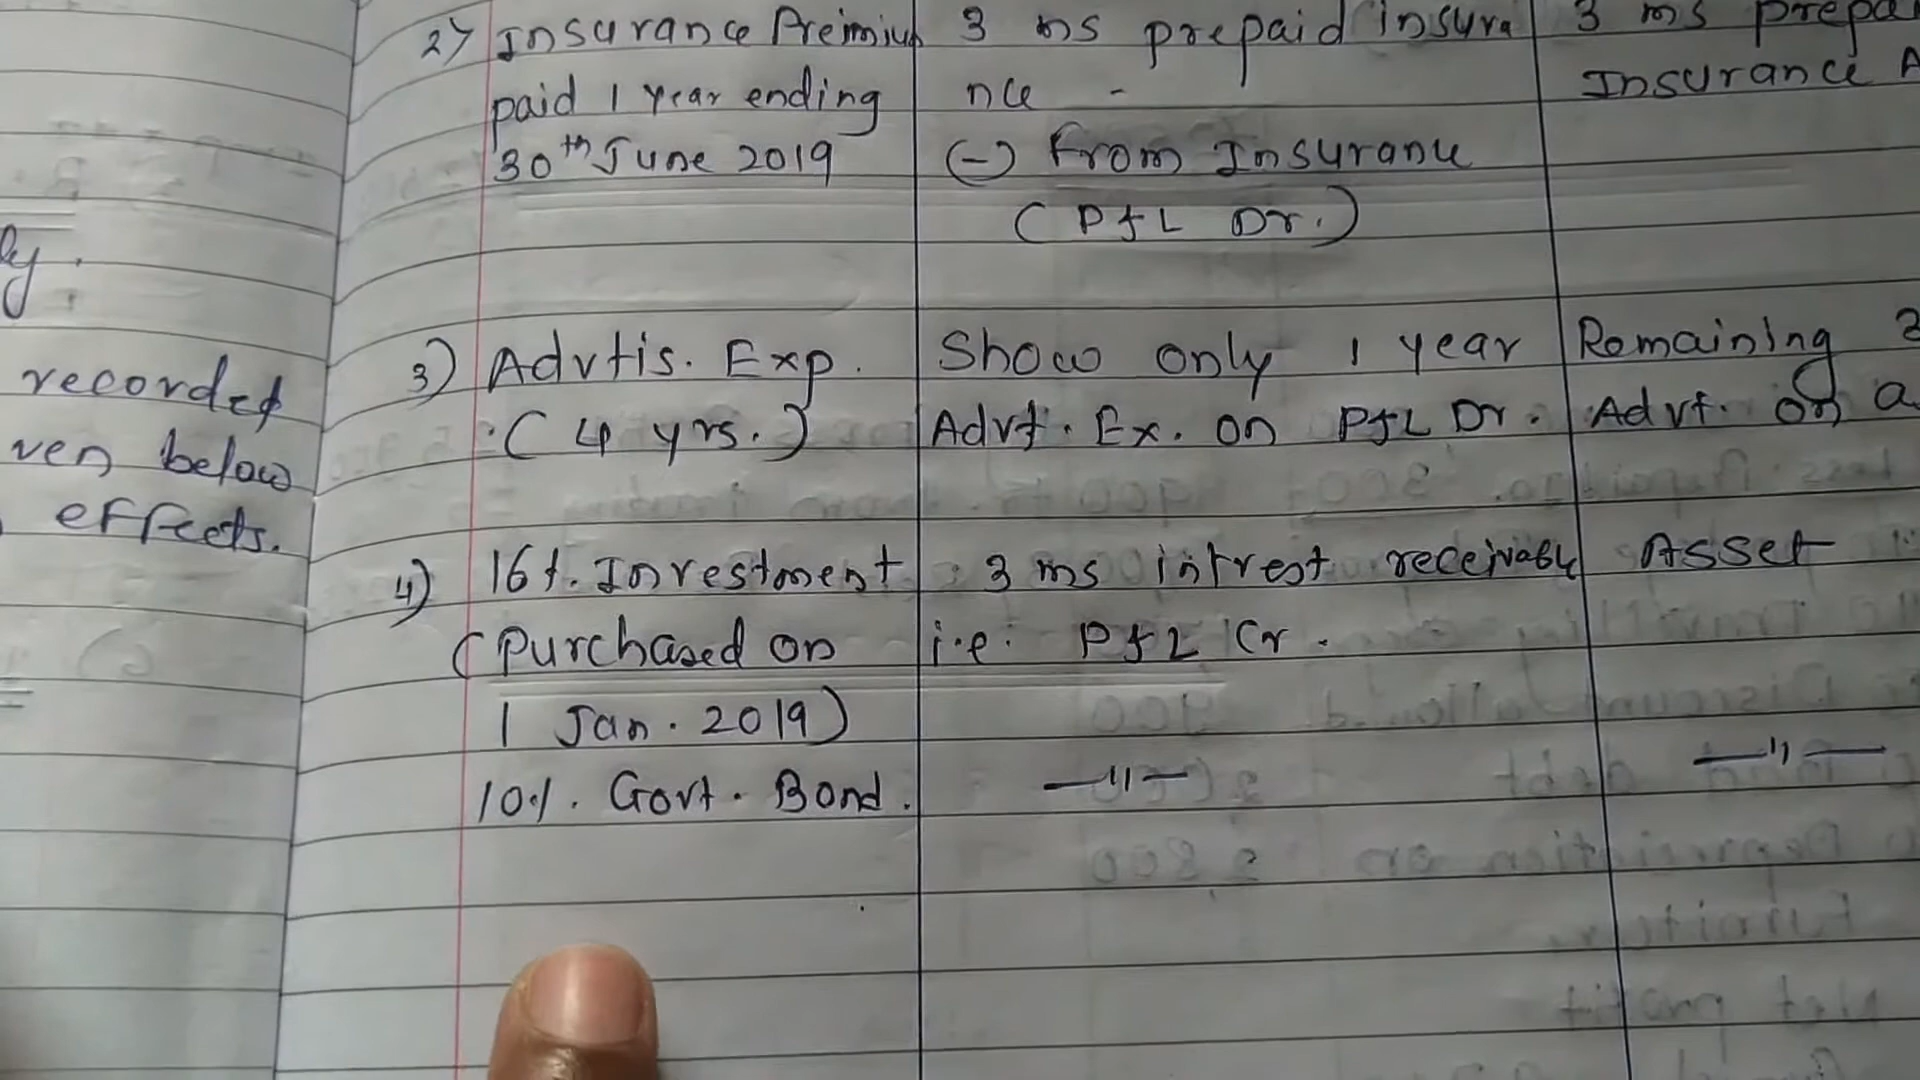 ly.
recorded
ven below
effects.
2) Insurance Preimium 3 ms prepaid insura 3 ms prepai
paid 1 year ending nce - Insurance A
30th June 2019 (-) From Insurance
(P&L Dr.)
3) Advtis. Exp. Show only 1 year Remaining 3
(4 yrs.) Advt. Ex. on P&L Dr. Advt. on a
4) 16%. Investment 3 ms intrest receivable Asset
(purchased on i.e. P&L Cr.
1 Jan. 2019)
10%. Govt. Bond. —"— —"—